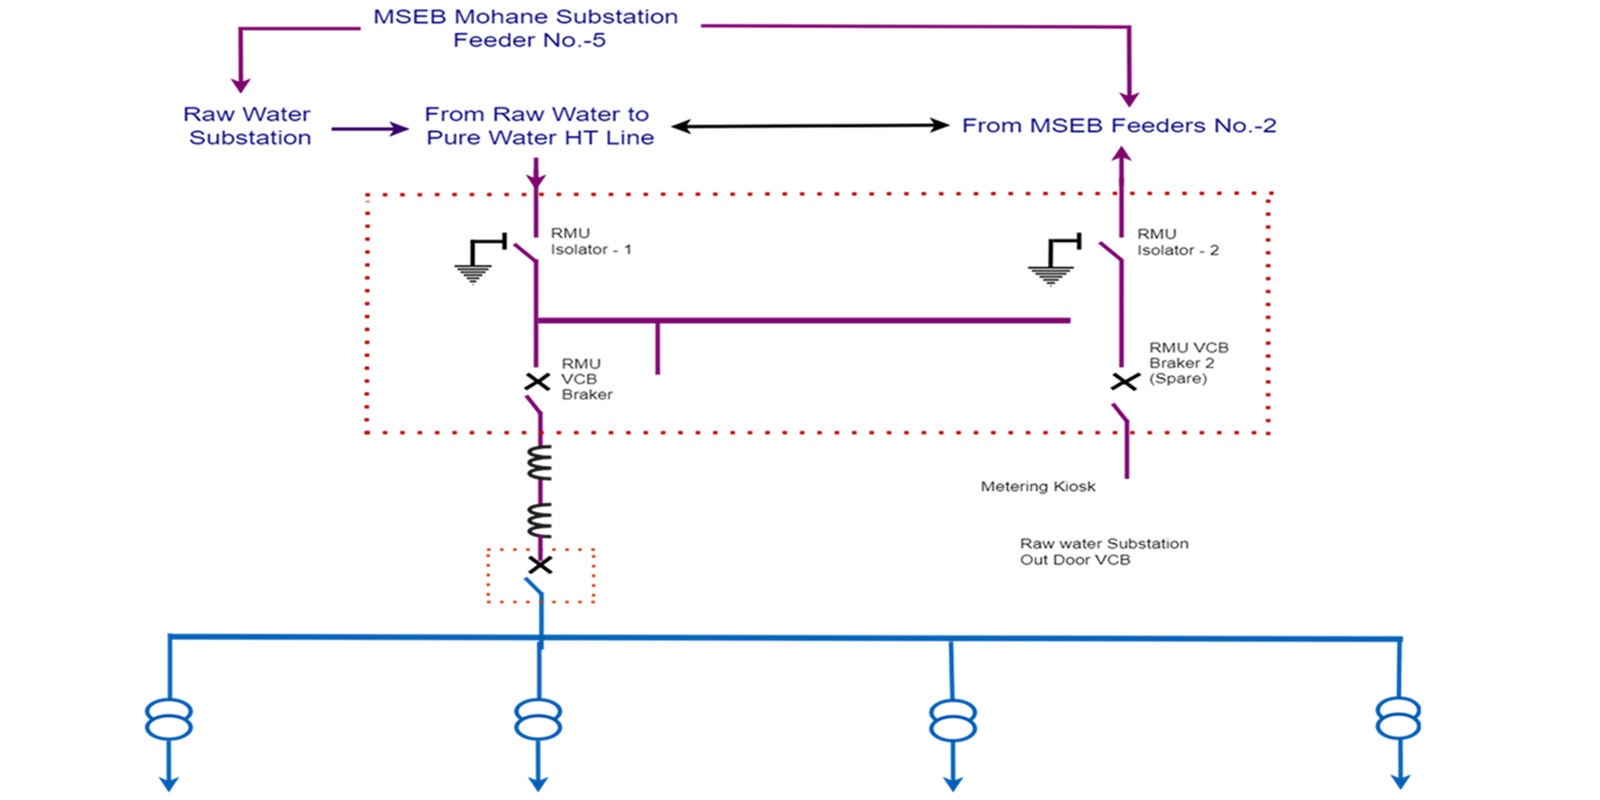 MSEB Mohane Substation
Feeder No.-5
Raw Water
Substation
From Raw Water to
Pure Water HT Line
From MSEB Feeders No.-2
RMU
Isolator - 1
RMU
Isolator - 2
RMU
VCB
Braker
RMU VCB
Braker 2
(Spare)
Metering Kiosk
Raw water Substation
Out Door VCB